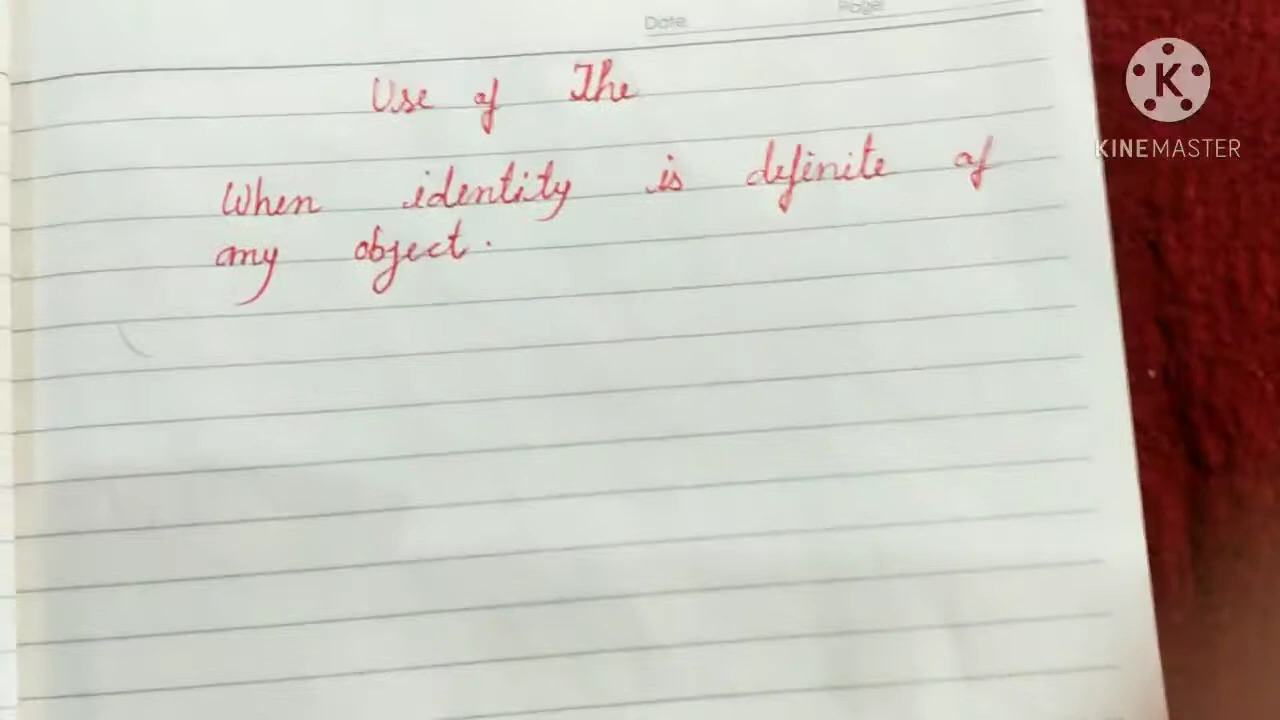 Date
Page
Use of The
When identity is definite of
any object.
K
KINEMASTER